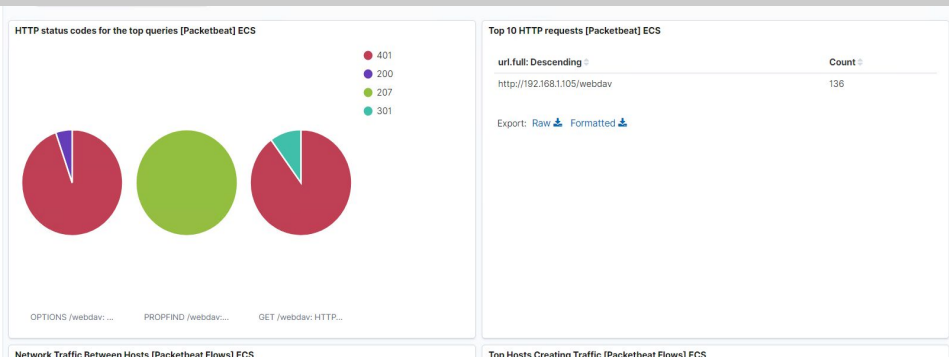 HTTP status codes for the top queries [Packetbeat] ECS
401
200
207
301
OPTIONS /webdav: ...
PROPFIND /webdav:...
GET /webdav: HTTP...
Top 10 HTTP requests [Packetbeat] ECS
url.full: Descending Count
http://192.168.1.105/webdav 136
Export: Raw Formatted
Network Traffic Between Hosts [Packetbeat Flows] ECS
Top Hosts Creating Traffic [Packetbeat Flows] ECS